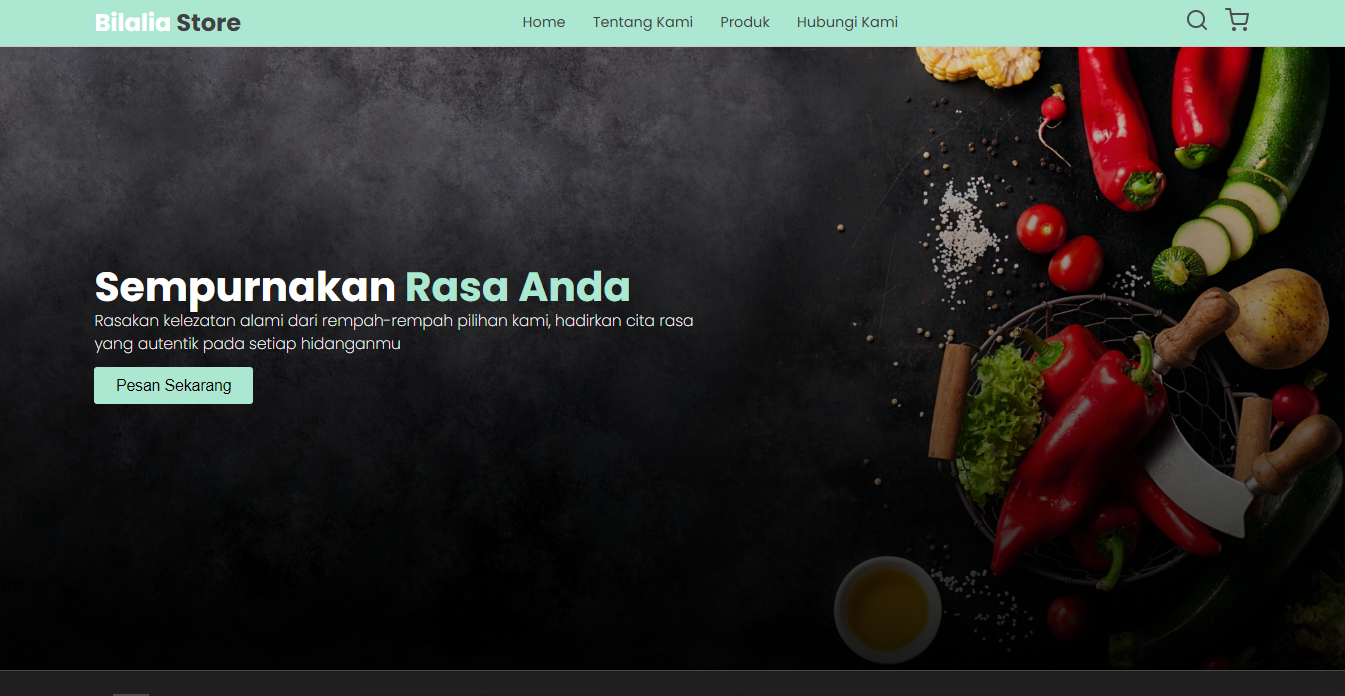 Bilalia Store
Home
Tentang Kami
Produk
Hubungi Kami
Sempurnakan Rasa Anda
Rasakan kelezatan alami dari rempah-rempah pilihan kami, hadirkan cita rasa
yang autentik pada setiap hidanganmu
Pesan Sekarang